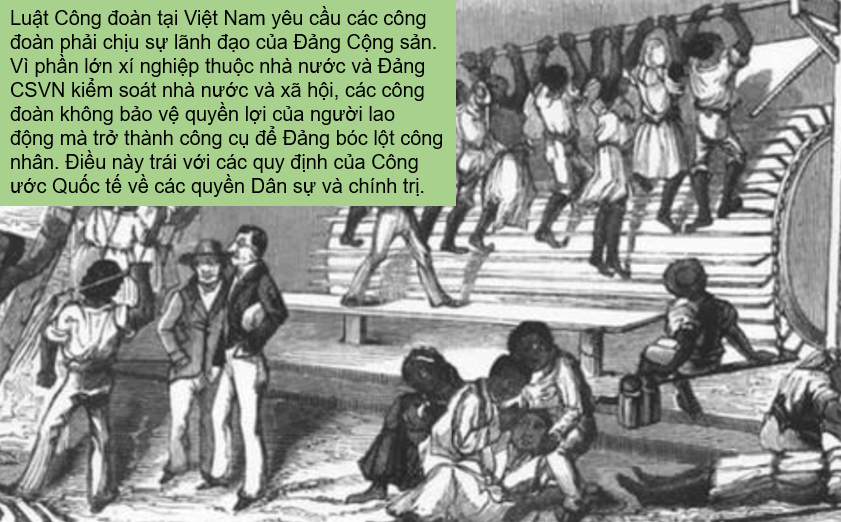 Luật Công đoàn tại Việt Nam yêu cầu các công
đoàn phải chịu sự lãnh đạo của Đảng Cộng sản.
Vì phần lớn xí nghiệp thuộc nhà nước và Đảng
CSVN kiểm soát nhà nước và xã hội, các công
đoàn không bảo vệ quyền lợi của người lao
động mà trở thành công cụ để Đảng bóc lột công
nhân. Điều này trái với các quy định của Công
ước Quốc tế về các quyền Dân sự và chính trị.